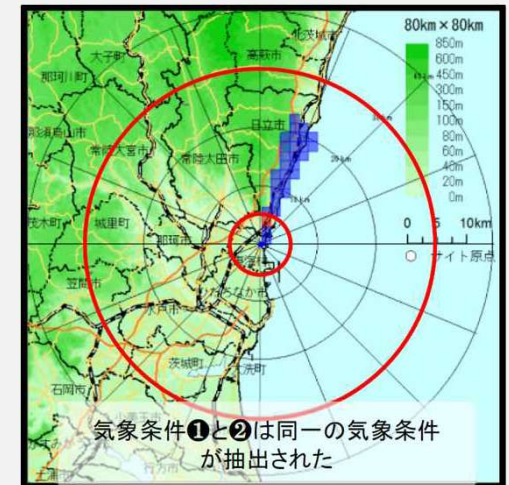 80km×80km
北茨城市
850m
大子町
高萩市
600m
450m
那珂川町
300m
150m
100m
日立市
80m
那須烏山市
60m
常陸大宮市
常陸太田市
40m
20m
0m
茂木町
城里町
那珂市
0 5 10km
サイト原点
東海村
笠間市
ひたちなか市
水戸市
茨城町
大洗町
石岡市
気象条件❶と❷は同一の気象条件
が抽出された